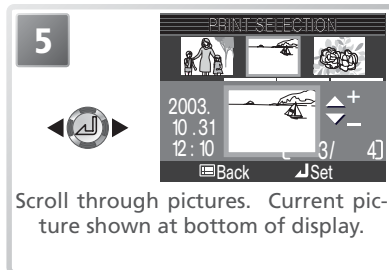 5
PRINT SELECTION
2003.
10.31
12:10
+
−
[ 3/ 4]
Back
Set
Scroll through pictures. Current pic-
ture shown at bottom of display.